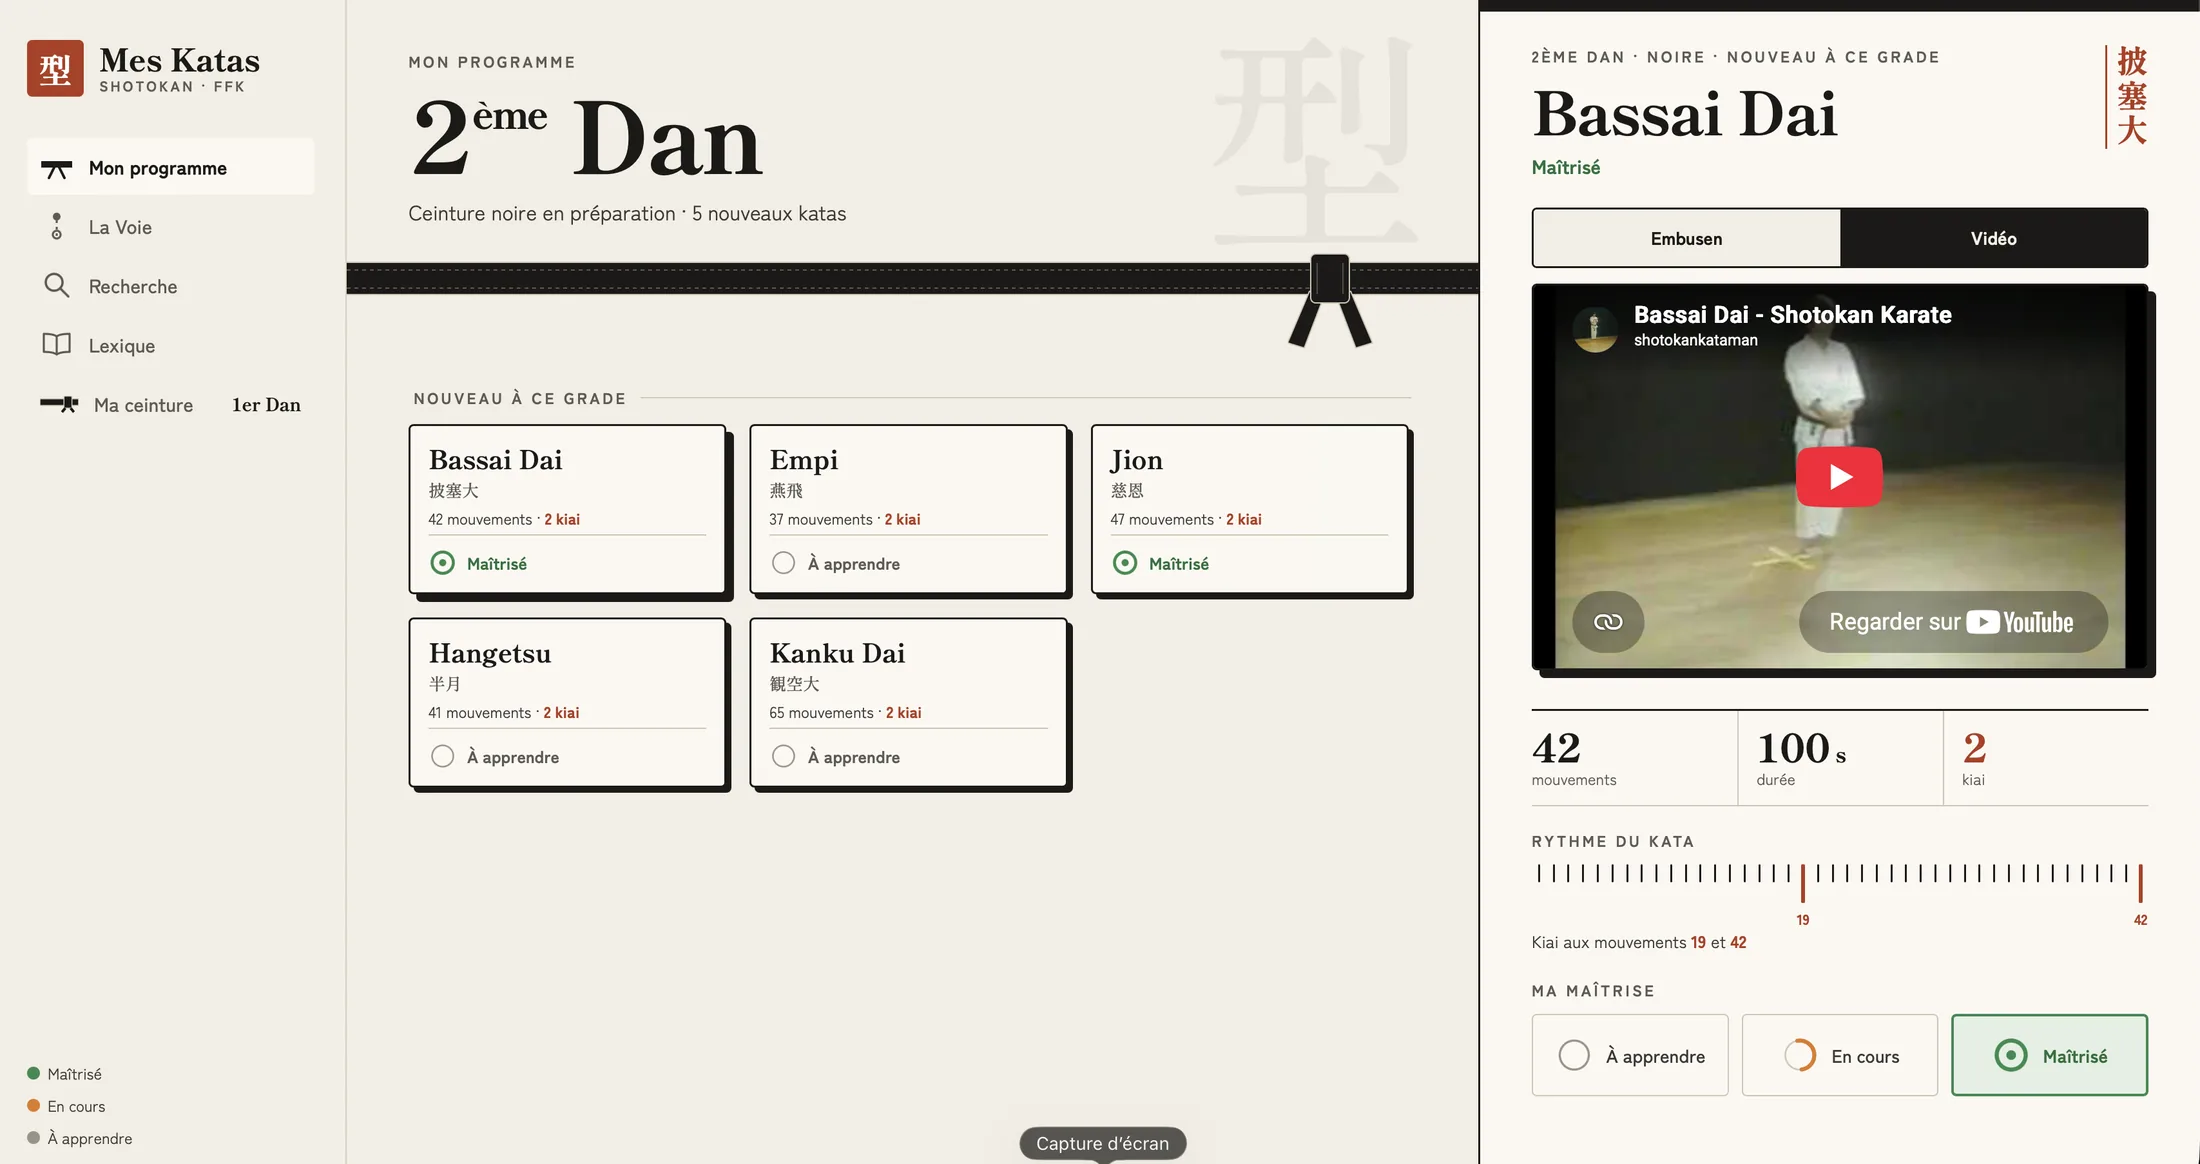 型
Mes Katas
SHOTOKAN · FFK
Mon programme
La Voie
Recherche
Lexique
Ma ceinture 1er Dan
Maîtrisé
En cours
À apprendre
MON PROGRAMME
2ème Dan
Ceinture noire en préparation · 5 nouveaux katas
型
NOUVEAU À CE GRADE
Bassai Dai
披塞大
42 mouvements · 2 kiai
Maîtrisé
Empi
燕飛
37 mouvements · 2 kiai
À apprendre
Jion
慈恩
47 mouvements · 2 kiai
Maîtrisé
Hangetsu
半月
41 mouvements · 2 kiai
À apprendre
Kanku Dai
観空大
65 mouvements · 2 kiai
À apprendre
Capture d’écran
2ÈME DAN · NOIRE · NOUVEAU À CE GRADE
Bassai Dai
披塞大
Maîtrisé
Embusen
Vidéo
Bassai Dai - Shotokan Karate
shotokankataman
Regarder sur YouTube
42
mouvements
100 s
durée
2
kiai
RYTHME DU KATA
19
42
Kiai aux mouvements 19 et 42
MA MAÎTRISE
À apprendre
En cours
Maîtrisé